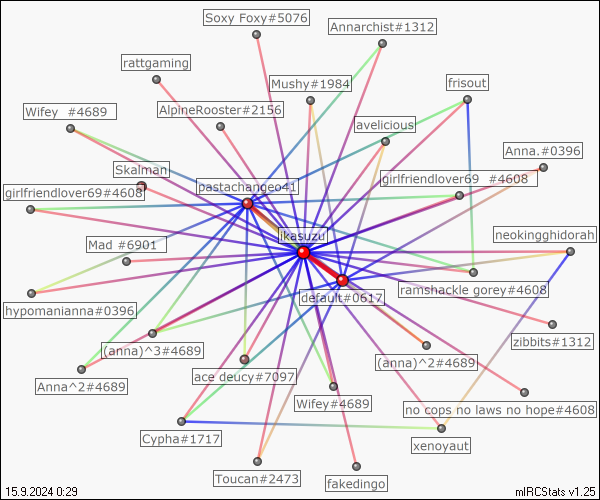 Soxy Foxy#5076
Annarchist#1312
rattgaming
Mushy#1984
frisout
Wifey  #4689
AlpineRooster#2156
avelicious
Anna.#0396
Skalman
girlfriendlover69  #4608
girlfriendlover69#4608
pastachangeo41
ikasuzu
neokingghidorah
Mad #6901
hypomanianna#0396
default#0617
ramshackle gorey#4608
zibbits#1312
(anna)^3#4689
(anna)^2#4689
Anna^2#4689
ace deucy#7097
Wifey#4689
no cops no laws no hope#4608
Cypha#1717
xenoyaut
Toucan#2473
fakedingo
15.9.2024 0:29
mIRCStats v1.25